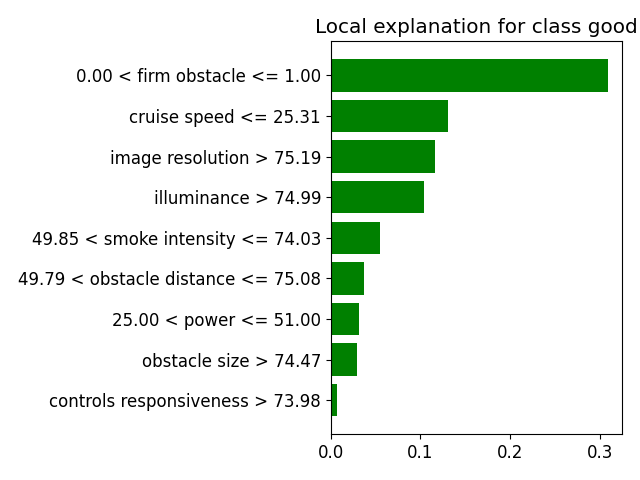 Local explanation for class good
0.00 < firm obstacle <= 1.00
cruise speed <= 25.31
image resolution > 75.19
illuminance > 74.99
49.85 < smoke intensity <= 74.03
49.79 < obstacle distance <= 75.08
25.00 < power <= 51.00
obstacle size > 74.47
controls responsiveness > 73.98
0.0 0.1 0.2 0.3